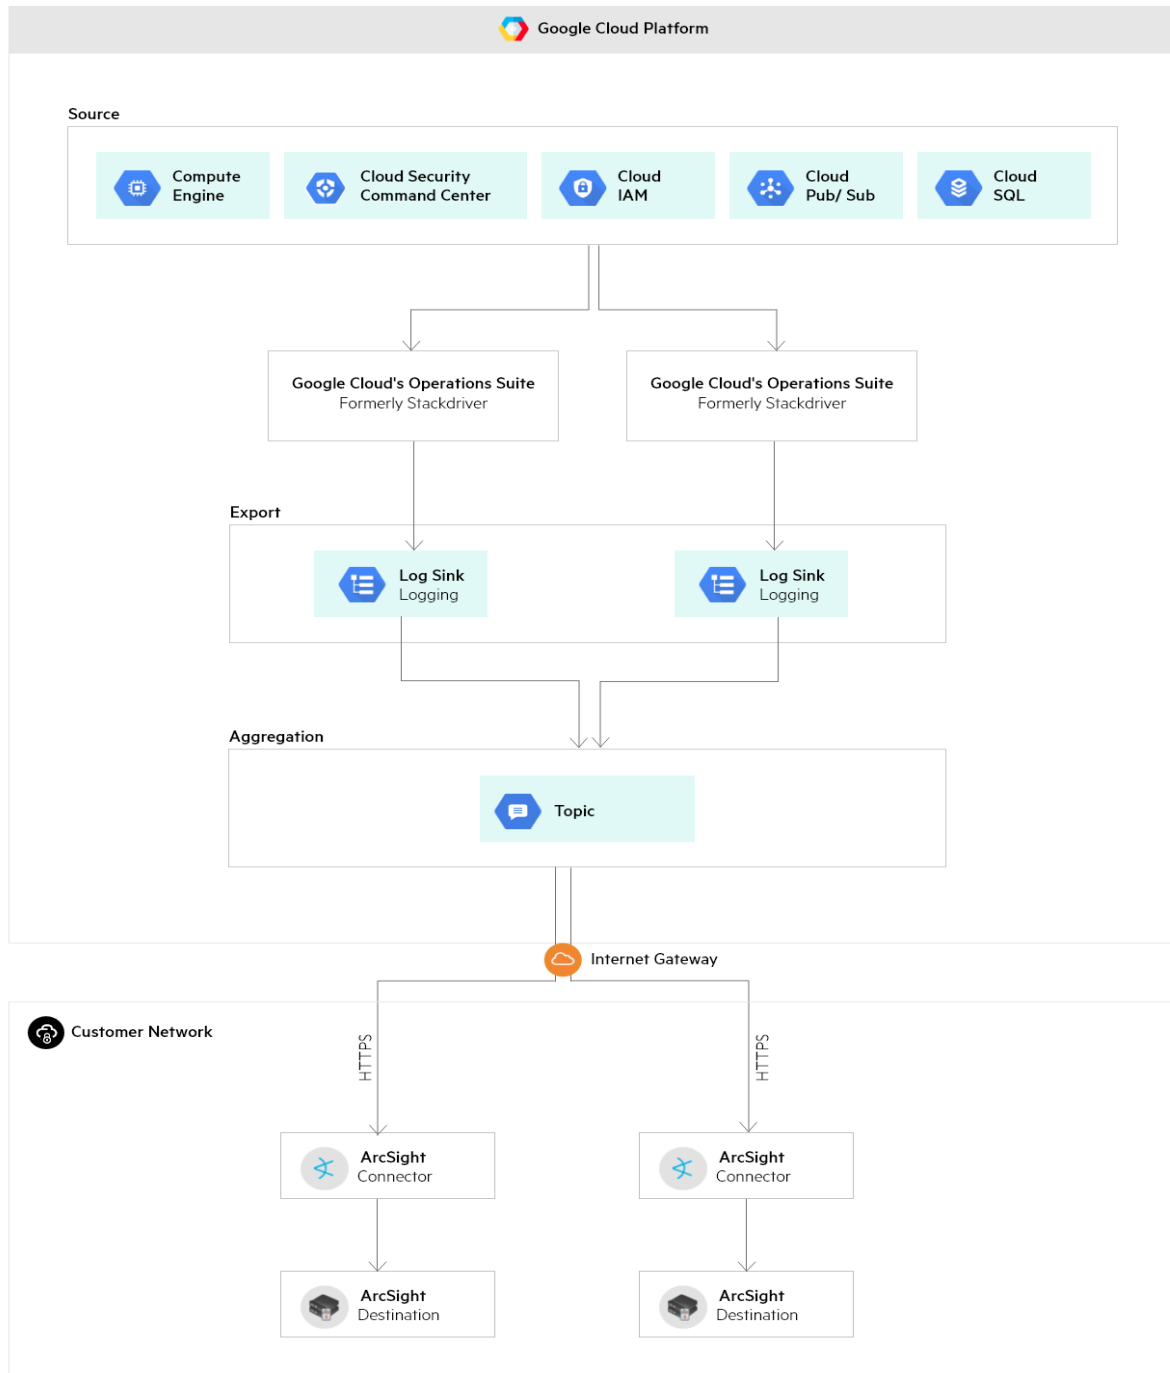 Google Cloud Platform
Source
Compute
Engine
Cloud Security
Command Center
Cloud
IAM
Cloud
Pub/ Sub
Cloud
SQL
Google Cloud's Operations Suite
Formerly Stackdriver
Google Cloud's Operations Suite
Formerly Stackdriver
Export
Log Sink
Logging
Log Sink
Logging
Aggregation
Topic
Internet Gateway
Customer Network
HTTPS
HTTPS
ArcSight
Connector
ArcSight
Connector
ArcSight
Destination
ArcSight
Destination